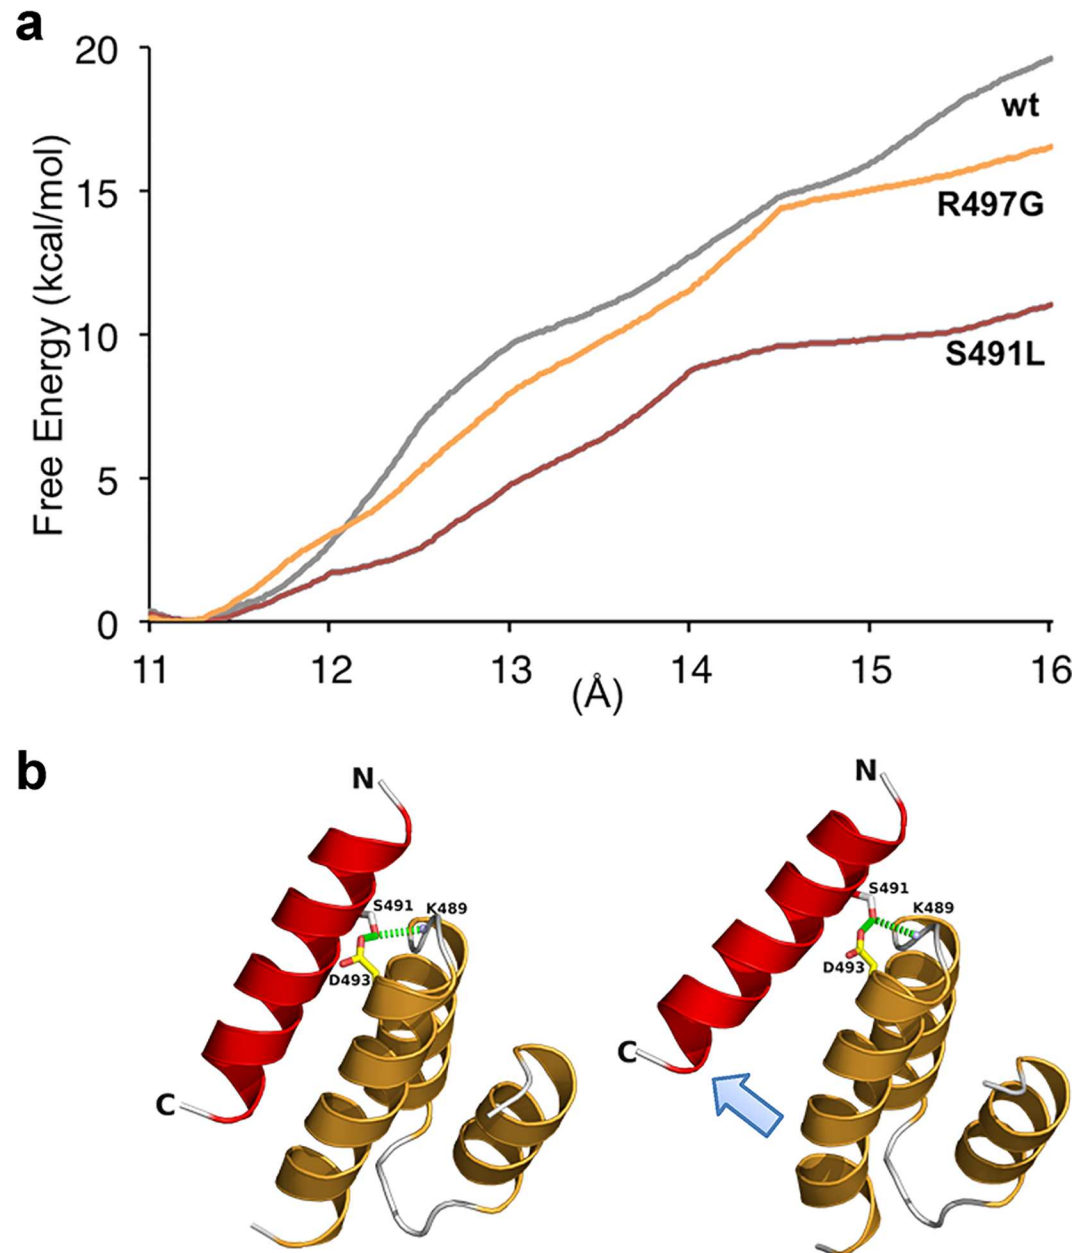 a
20
15
10
5
0
Free Energy (kcal/mol)
wt
R497G
S491L
11 12 13 14 15 16
(Å)
b
N
S491
K489
D493
C
N
S491
K489
D493
C